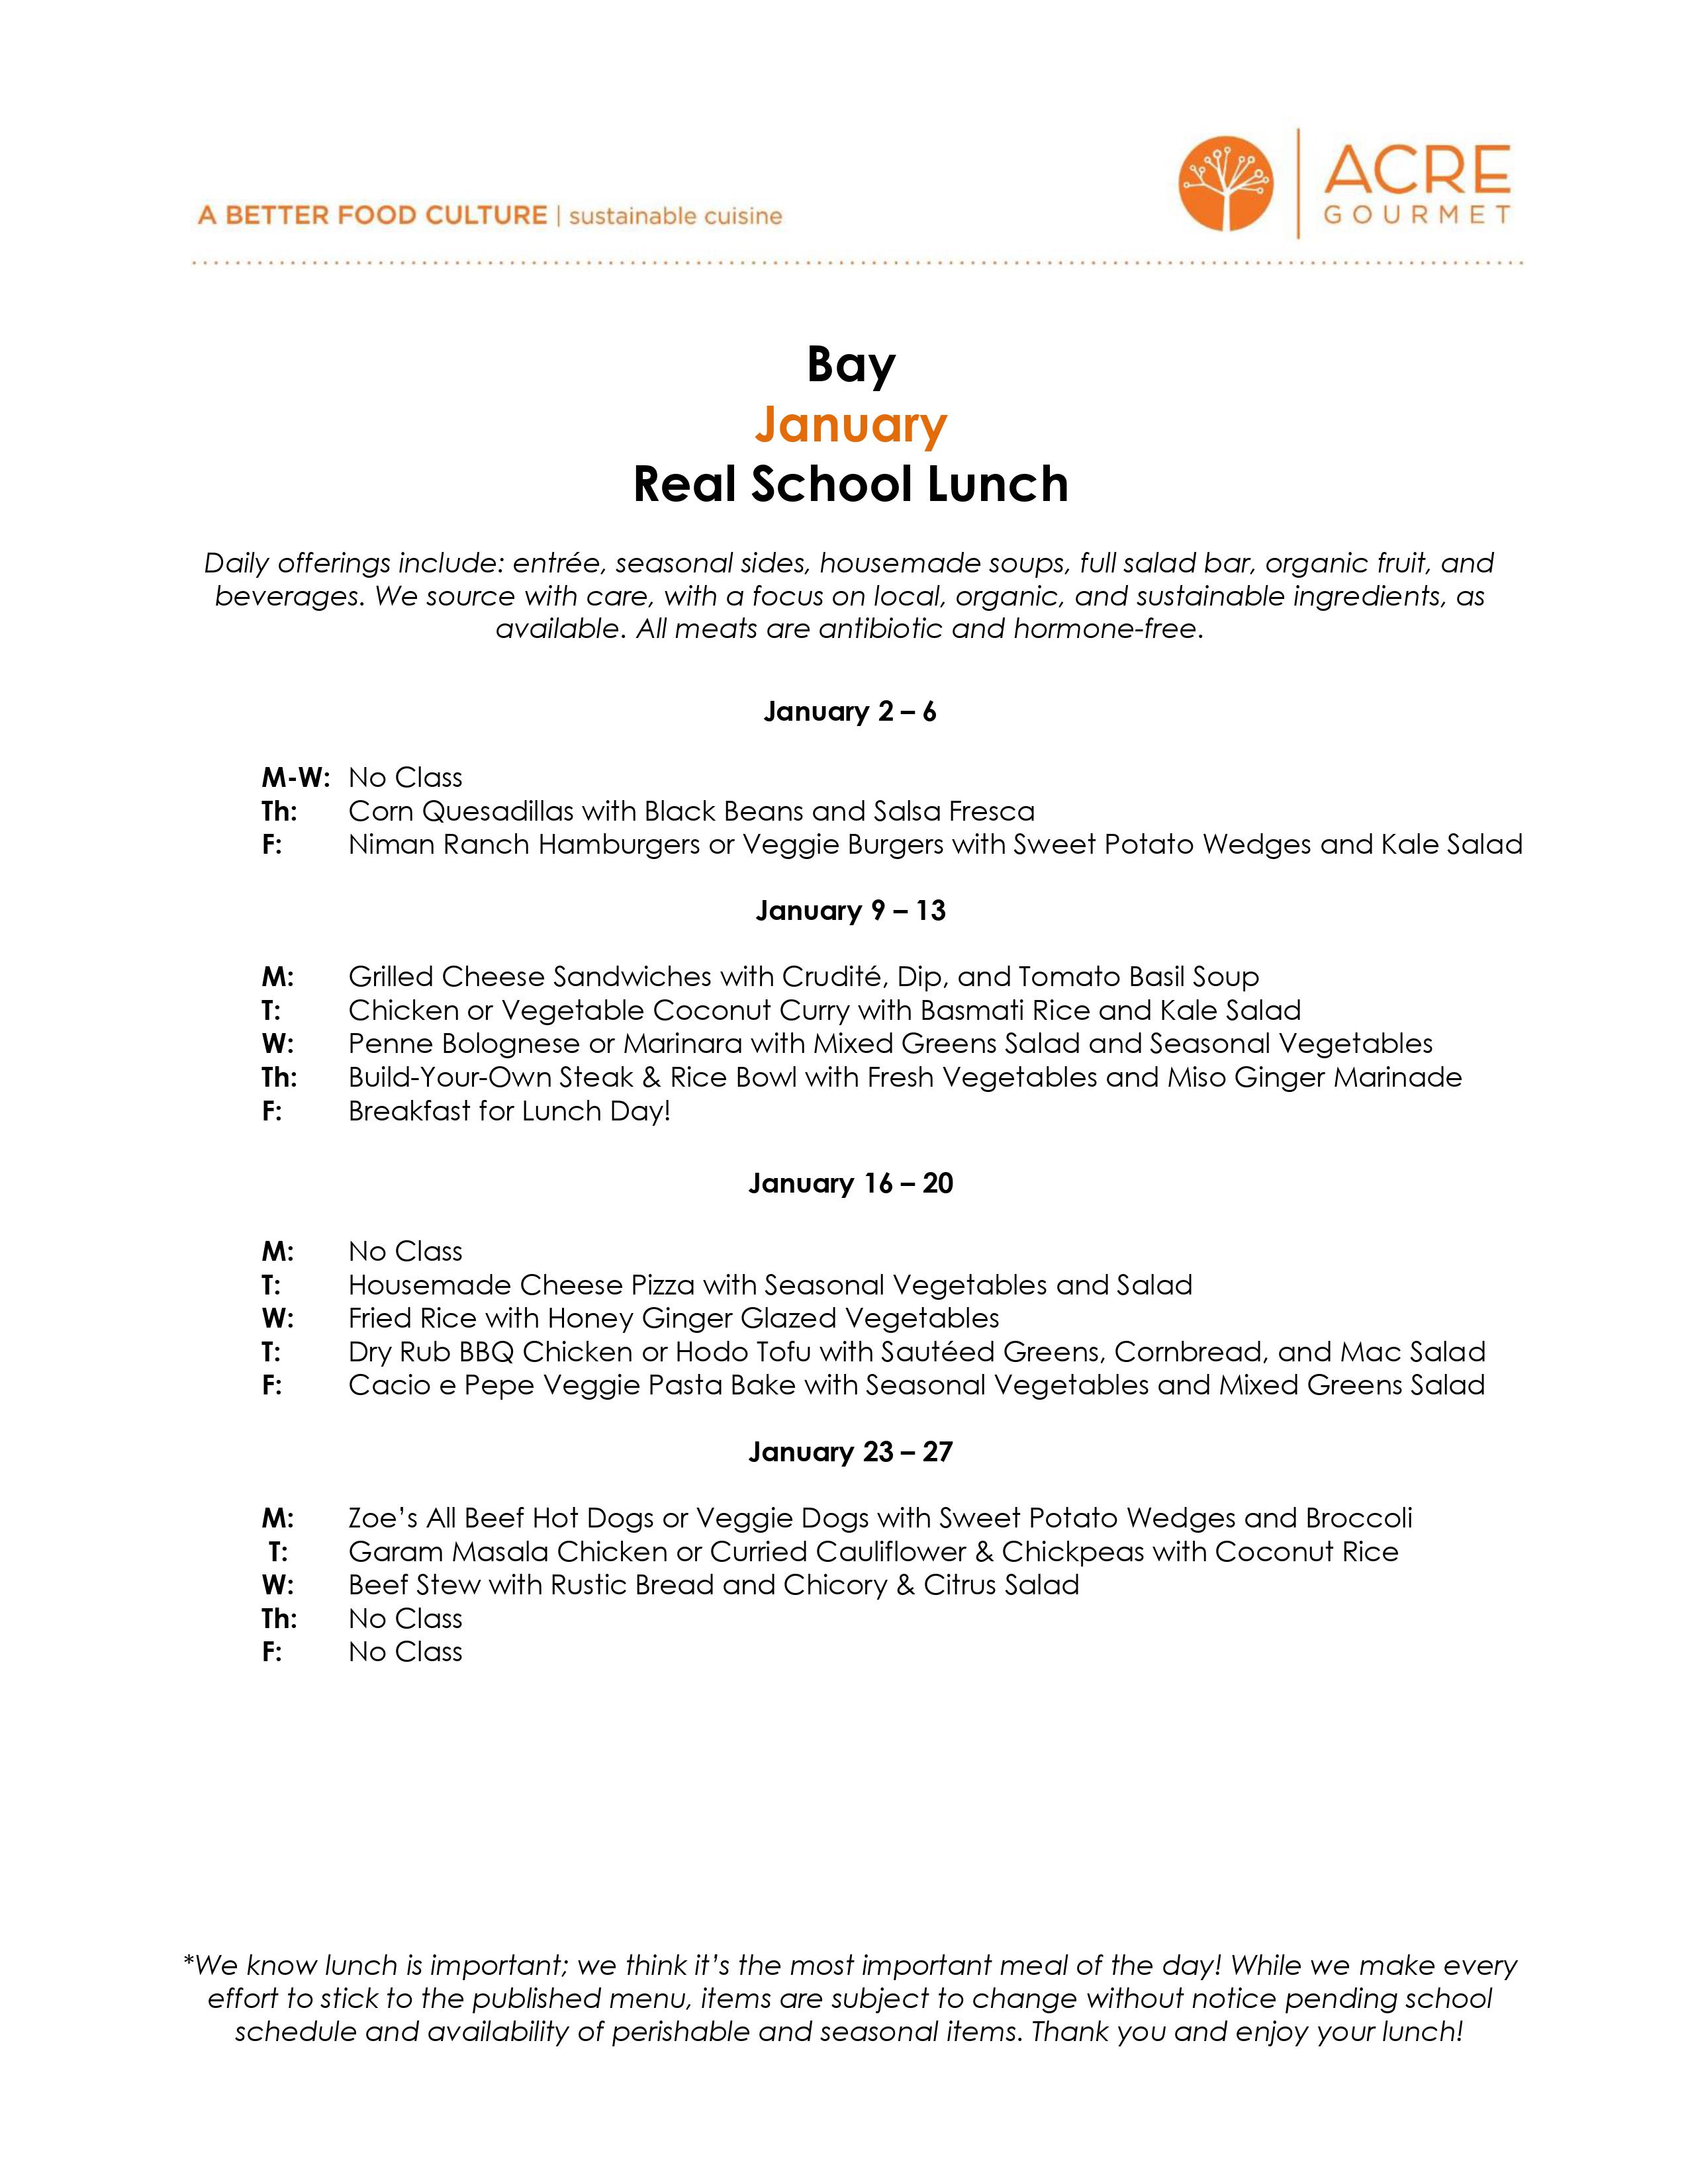 A BETTER FOOD CULTURE | sustainable cuisine
ACRE
GOURMET
Bay
January
Real School Lunch
Daily offerings include: entrée, seasonal sides, housemade soups, full salad bar, organic fruit, and
beverages. We source with care, with a focus on local, organic, and sustainable ingredients, as
available. All meats are antibiotic and hormone-free.
January 2 – 6
M-W: No Class
Th: Corn Quesadillas with Black Beans and Salsa Fresca
F: Niman Ranch Hamburgers or Veggie Burgers with Sweet Potato Wedges and Kale Salad
January 9 – 13
M: Grilled Cheese Sandwiches with Crudité, Dip, and Tomato Basil Soup
T: Chicken or Vegetable Coconut Curry with Basmati Rice and Kale Salad
W: Penne Bolognese or Marinara with Mixed Greens Salad and Seasonal Vegetables
Th: Build-Your-Own Steak & Rice Bowl with Fresh Vegetables and Miso Ginger Marinade
F: Breakfast for Lunch Day!
January 16 – 20
M: No Class
T: Housemade Cheese Pizza with Seasonal Vegetables and Salad
W: Fried Rice with Honey Ginger Glazed Vegetables
T: Dry Rub BBQ Chicken or Hodo Tofu with Sautéed Greens, Cornbread, and Mac Salad
F: Cacio e Pepe Veggie Pasta Bake with Seasonal Vegetables and Mixed Greens Salad
January 23 – 27
M: Zoe’s All Beef Hot Dogs or Veggie Dogs with Sweet Potato Wedges and Broccoli
T: Garam Masala Chicken or Curried Cauliflower & Chickpeas with Coconut Rice
W: Beef Stew with Rustic Bread and Chicory & Citrus Salad
Th: No Class
F: No Class
*We know lunch is important; we think it’s the most important meal of the day! While we make every
effort to stick to the published menu, items are subject to change without notice pending school
schedule and availability of perishable and seasonal items. Thank you and enjoy your lunch!